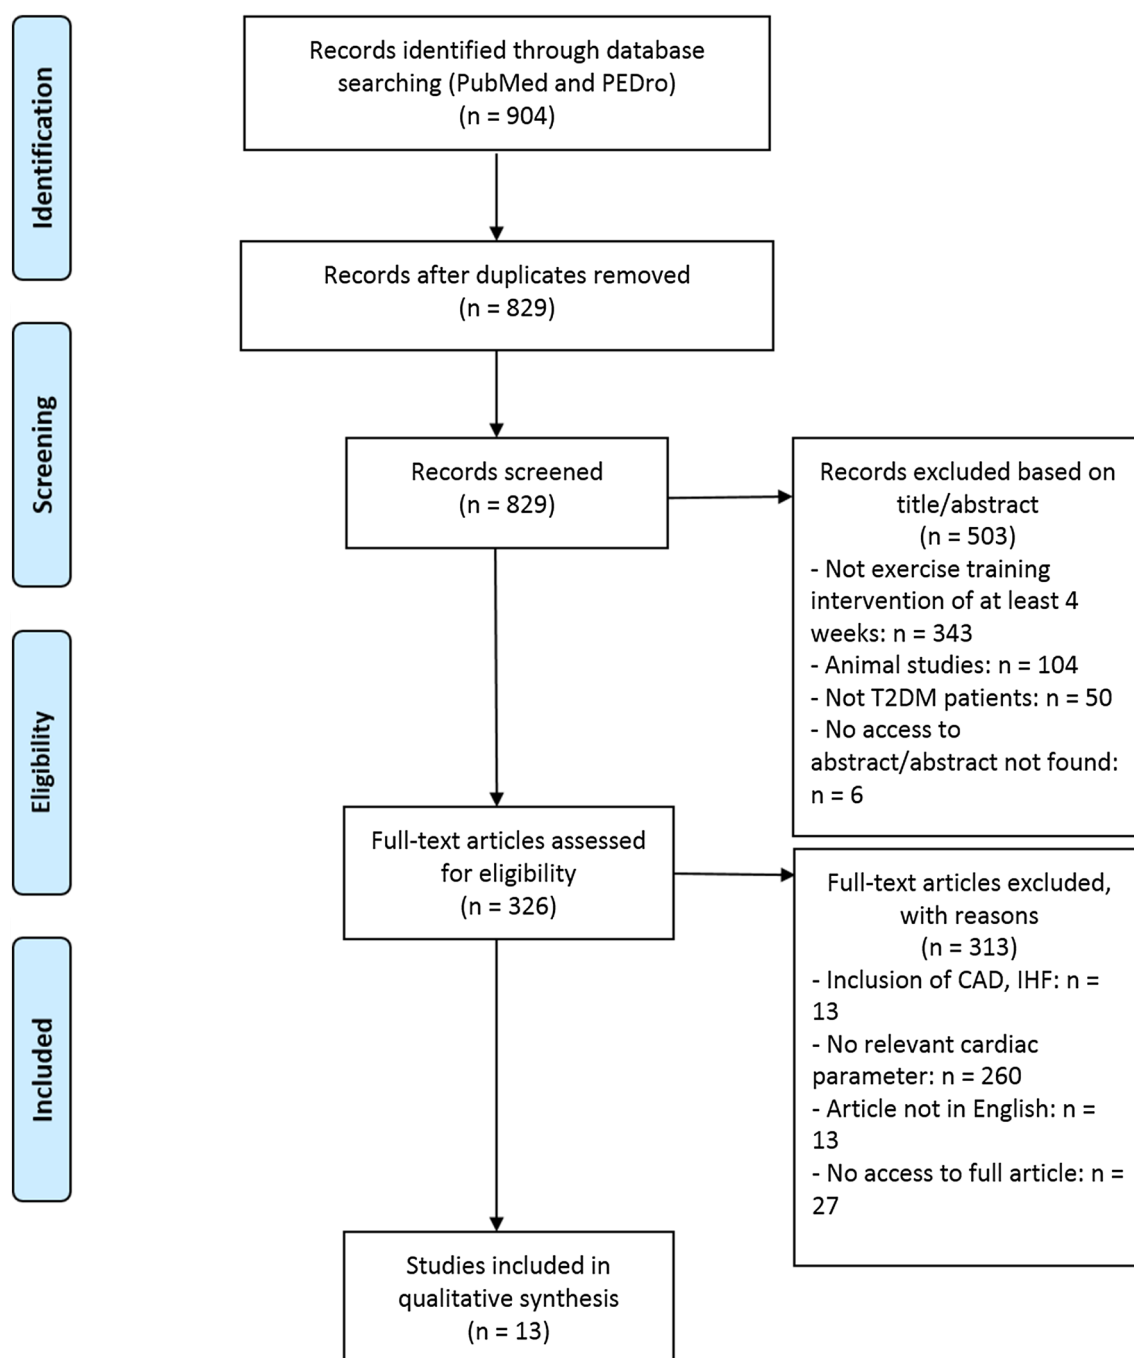 Identification
Records identified through database
searching (PubMed and PEDro)
(n = 904)
Records after duplicates removed
(n = 829)
Screening
Records screened
(n = 829)
Records excluded based on
title/abstract
(n = 503)
- Not exercise training
intervention of at least 4
weeks: n = 343
- Animal studies: n = 104
- Not T2DM patients: n = 50
- No access to
abstract/abstract not found:
n = 6
Eligibility
Full-text articles assessed
for eligibility
(n = 326)
Full-text articles excluded,
with reasons
(n = 313)
- Inclusion of CAD, IHF: n =
13
- No relevant cardiac
parameter: n = 260
- Article not in English: n =
13
- No access to full article: n =
27
Included
Studies included in
qualitative synthesis
(n = 13)